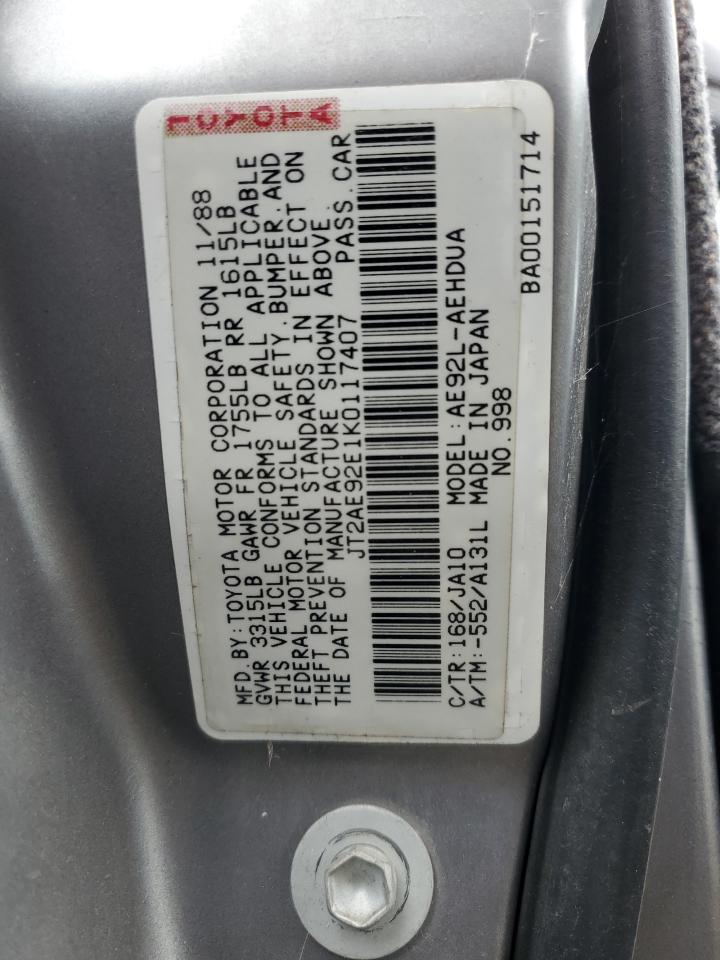 TOYOTA
MFD.BY:TOYOTA MOTOR CORPORATION 11/88
GVWR 3315LB GAWR FR 1755LB RR 1615LB
THIS VEHICLE CONFORMS TO ALL APPLICABLE
FEDERAL MOTOR VEHICLE SAFETY.BUMPER.AND
THEFT PREVENTION STANDARDS IN EFFECT ON
THE DATE OF MANUFACTURE SHOWN ABOVE.
JT2AE92E1K0117407 PASS.CAR
C/TR:168/JA10 MODEL:AE92L-AEHDUA
A/TM:-552/A131L MADE IN JAPAN
NO.998
BA00151714